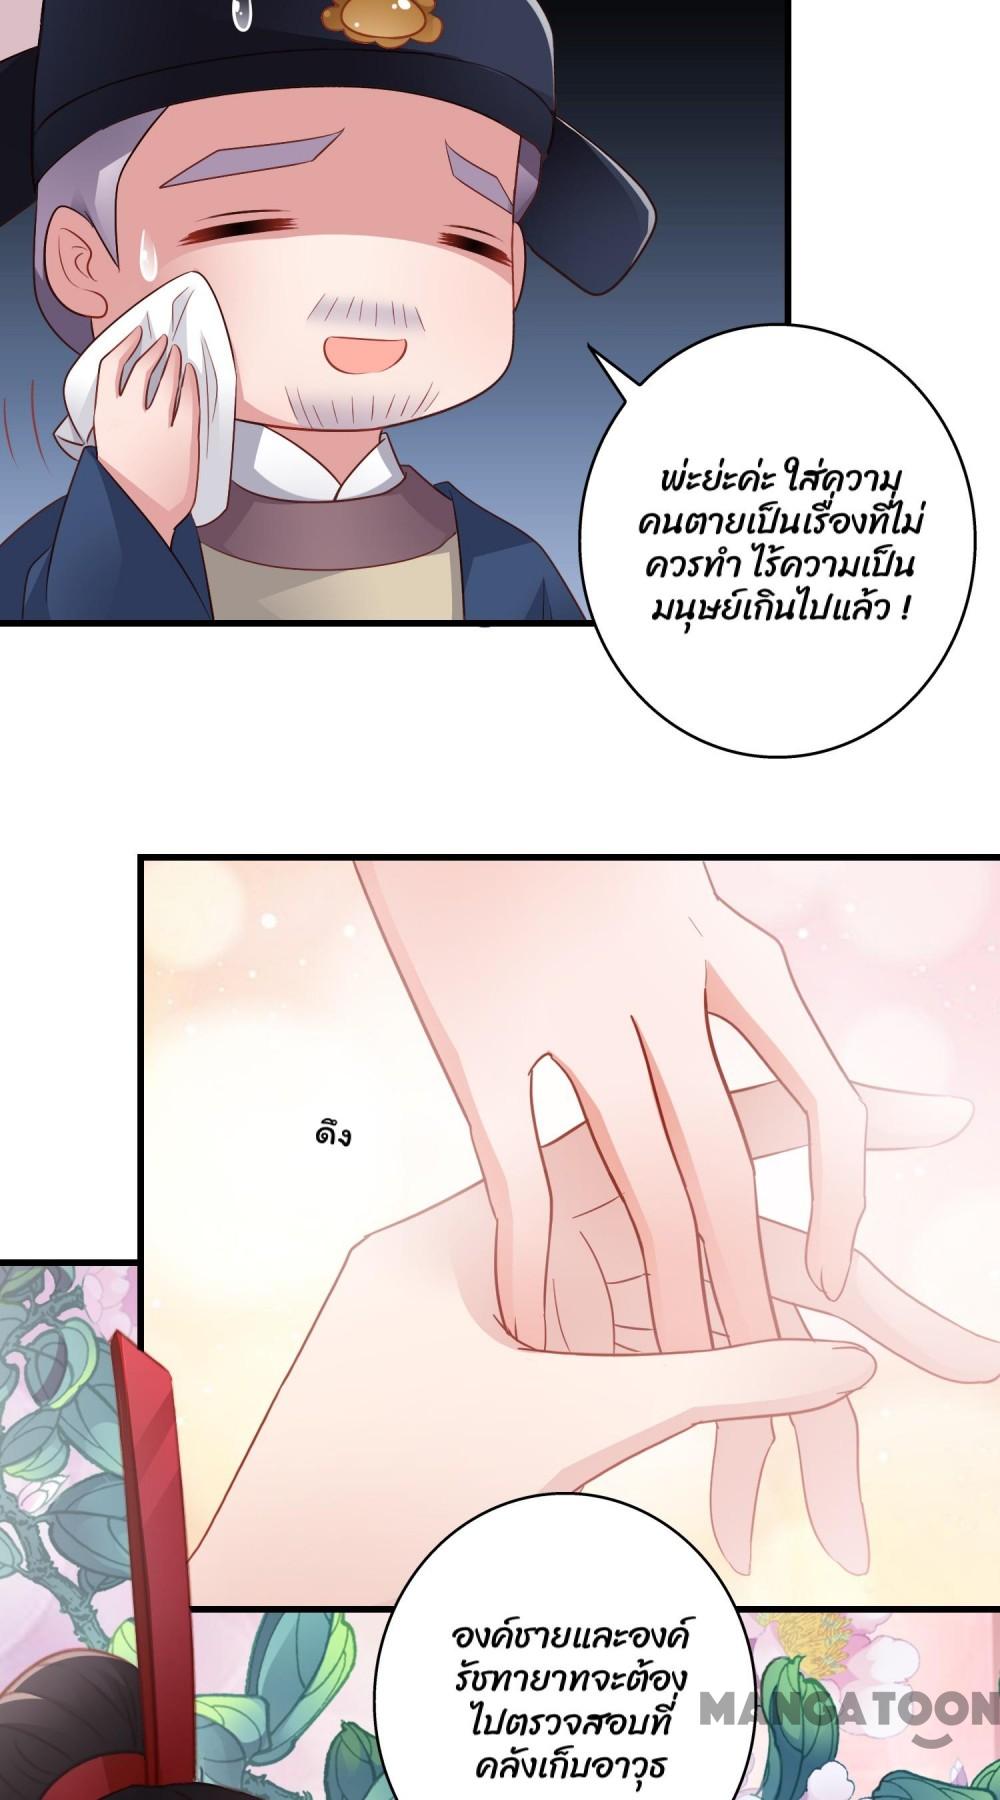 พ่ะย่ะค่ะ ใส่ความ
คนตายเป็นเรื่องที่ไม่
ควรทำ ไร้ความเป็น
มนุษย์เกินไปแล้ว !
ดึง
องค์ชายและองค์
รัชทายาทจะต้อง
ไปตรวจสอบที่
คลังเก็บอาวุธ
MANGATOON